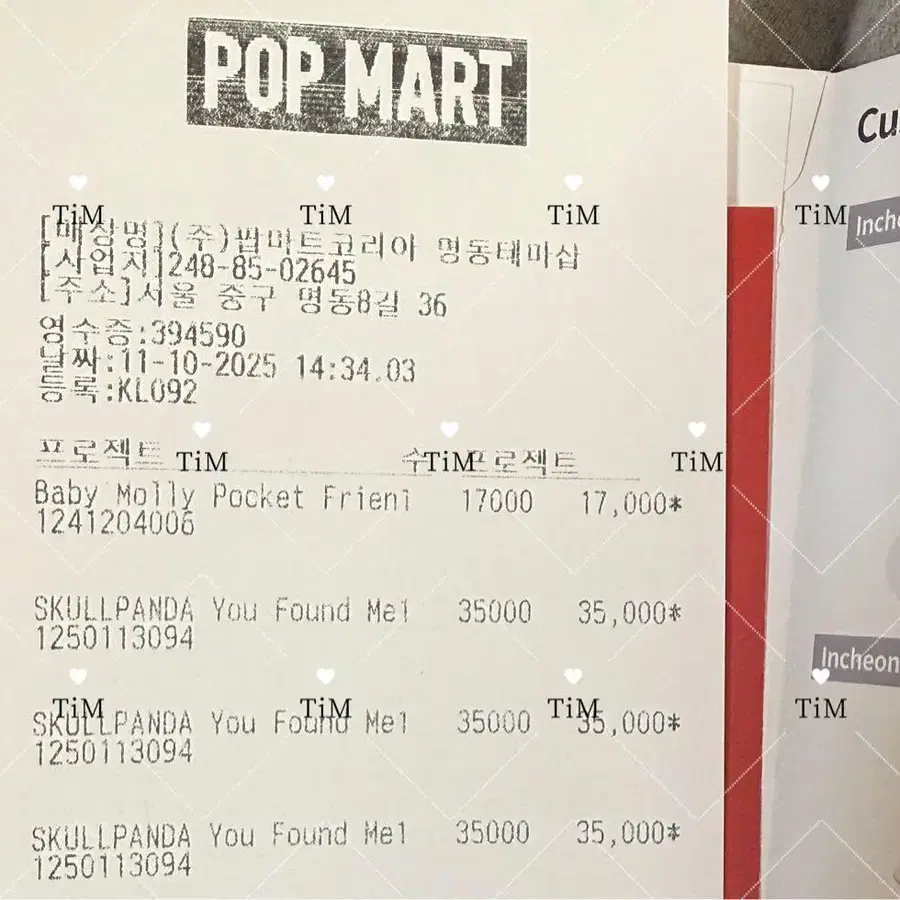 POP MART
[매장명](주)팝마트코리아 명동테마샵
[사업자]248-85-02645
[주소]서울 중구 명동8길 36
영수증:394590
날짜:11-10-2025 14:34.03
등록:KL092
프로젝트 수 프로젝트
Baby Molly Pocket Frien1 17000 17,000*
1241204006
SKULLPANDA You Found Me1 35000 35,000*
1250113094
SKULLPANDA You Found Me1 35000 35,000*
1250113094
SKULLPANDA You Found Me1 35000 35,000*
1250113094
Incheon
TiM TiM TiM TiM
TiM TiM TiM
TiM TiM TiM TiM